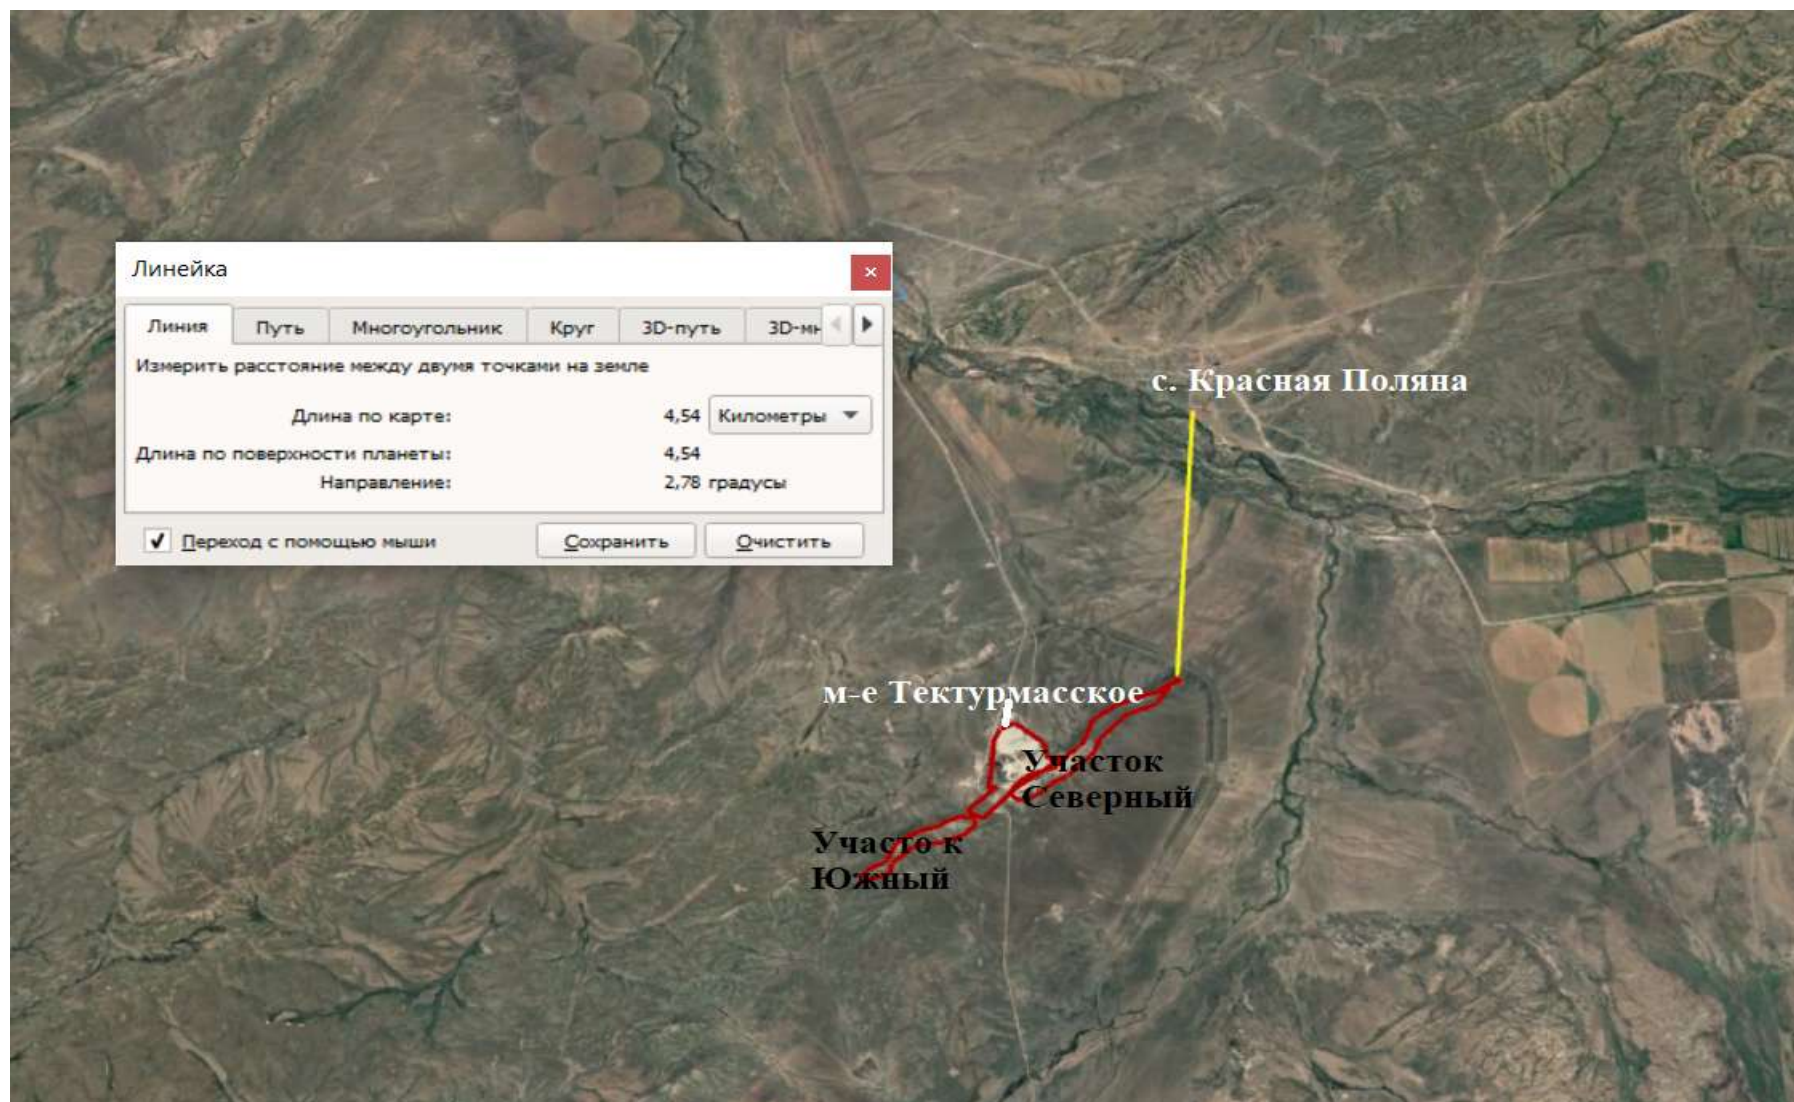 Линейка
Линия Путь Многоугольник Круг 3D-путь 3D-мн
Измерить расстояние между двумя точками на земле
Длина по карте: 4,54 Километры
Длина по поверхности планеты: 4,54
Направление: 2,78 градусы
Переход с помощью мыши Сохранить Очистить
с. Красная Поляна
м-е Тектурмасское
Участок
Северный
Участо к
Южный